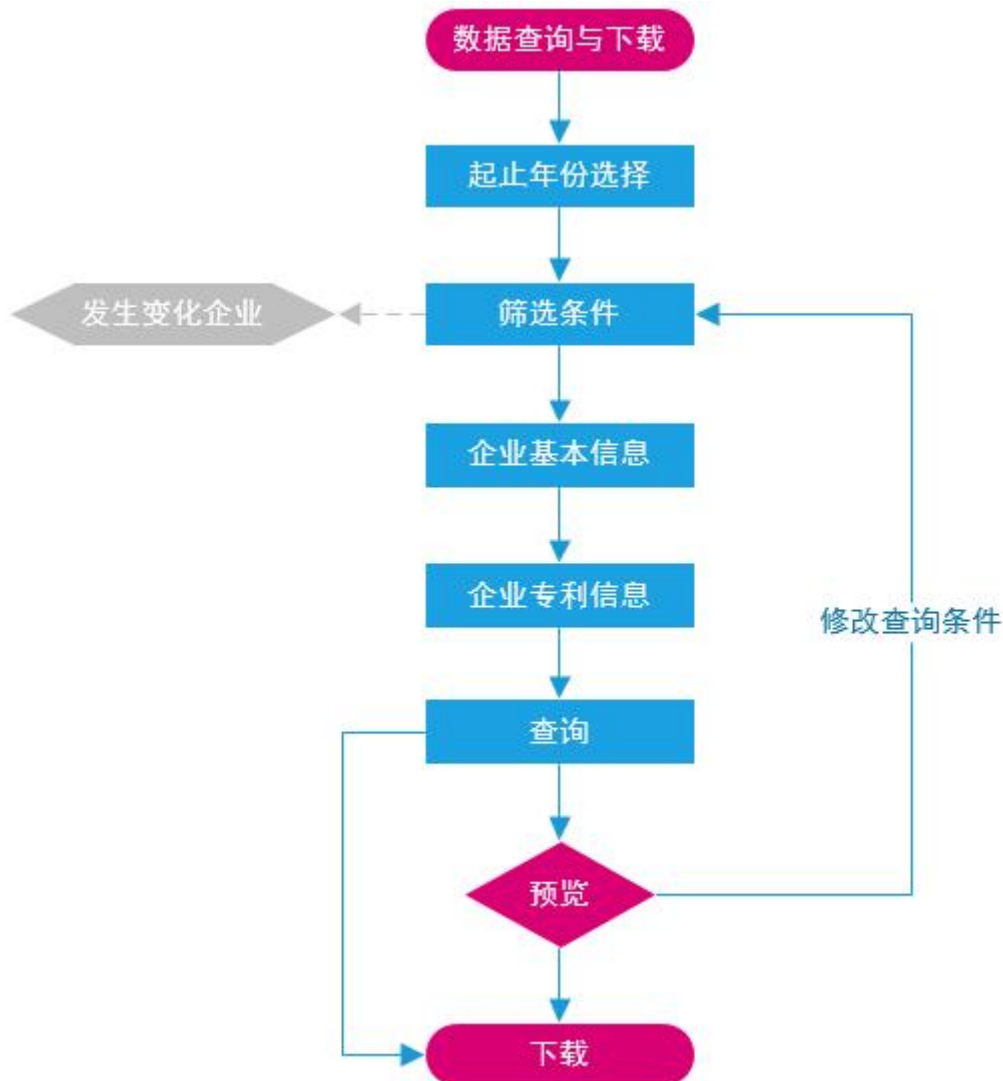 数据查询与下载
起止年份选择
发生变化企业
筛选条件
企业基本信息
企业专利信息
修改查询条件
查询
预览
下载